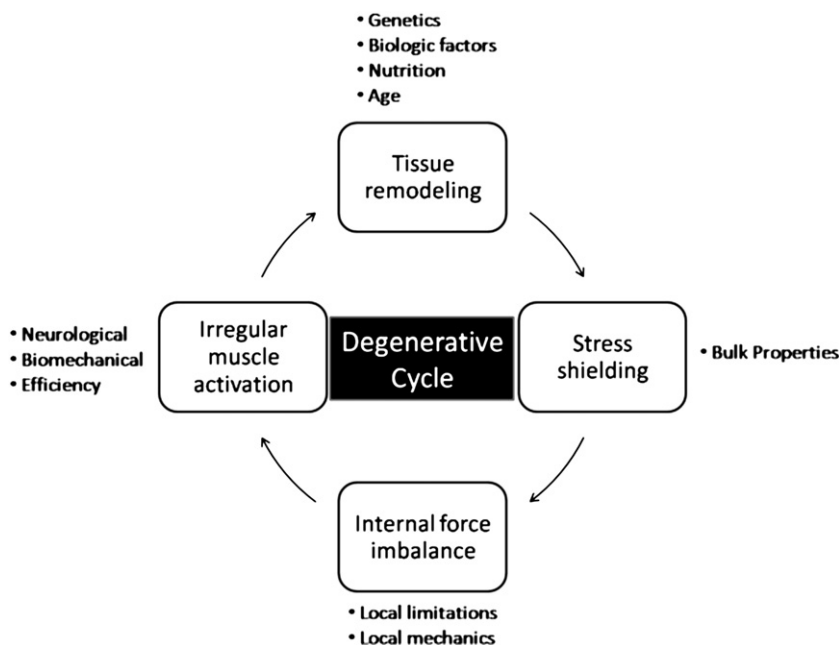 • Genetics
• Biologic factors
• Nutrition
• Age
Tissue
remodeling
• Neurological
• Biomechanical
• Efficiency
Irregular
muscle
activation
Degenerative
Cycle
Stress
shielding
• Bulk Properties
Internal force
imbalance
• Local limitations
• Local mechanics